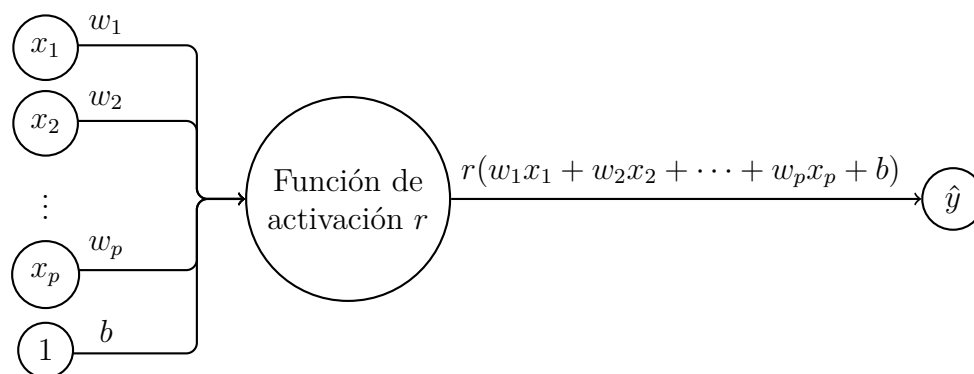 w₁
x₁
w₂
x₂
⋮
wₚ
xₚ
b
1
Función de
activación r
r(w₁x₁ + w₂x₂ + ⋯ + wₚxₚ + b)
ŷ